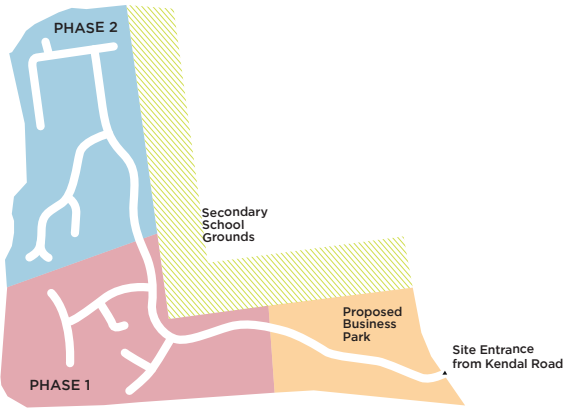 PHASE 2
Secondary
School
Grounds
Proposed
Business
Park
Site Entrance
from Kendal Road
PHASE 1